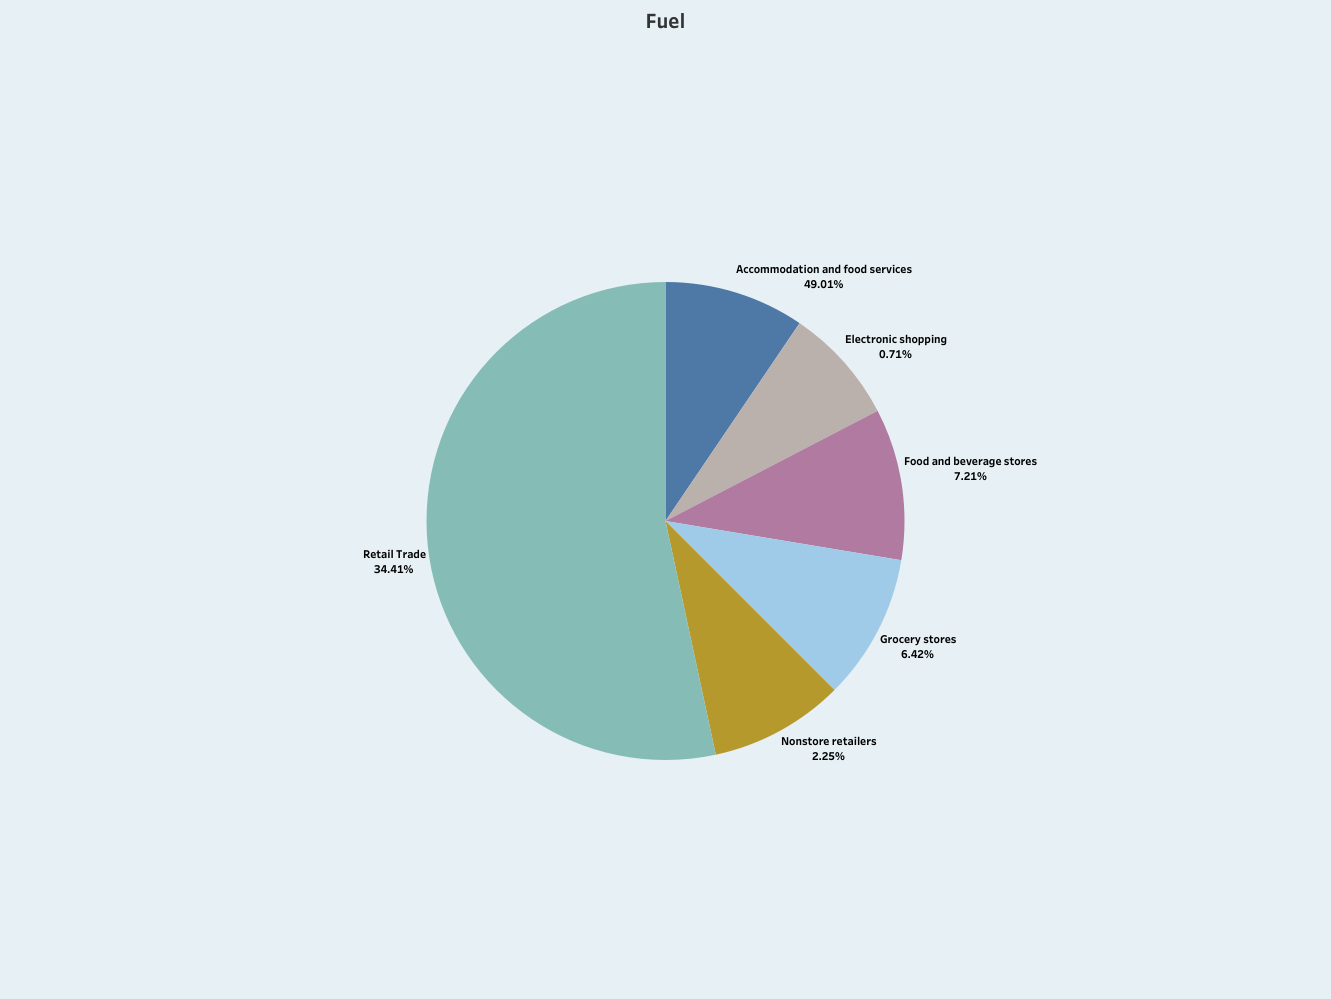 Fuel
Accommodation and food services
49.01%
Electronic shopping
0.71%
Food and beverage stores
7.21%
Retail Trade
34.41%
Grocery stores
6.42%
Nonstore retailers
2.25%